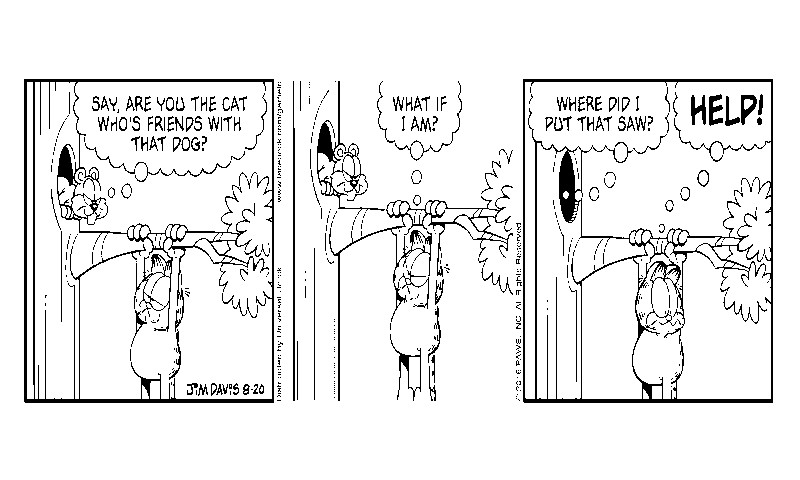 SAY, ARE YOU THE CAT
WHO'S FRIENDS WITH
THAT DOG?
JIM DAVIS 8-20
WHAT IF
I AM?
WHERE DID I
PUT THAT SAW?
HELP!